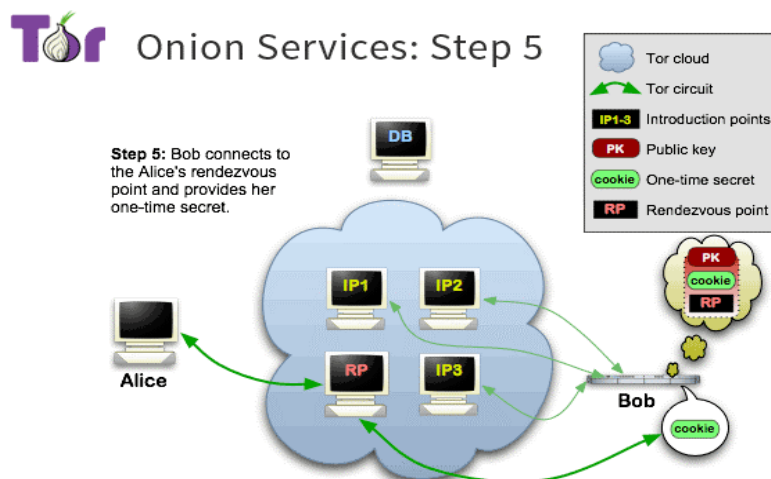 Tor
Onion Services: Step 5
Tor cloud
Tor circuit
IP1-3 Introduction points
PK Public key
cookie One-time secret
RP Rendezvous point
DB
Step 5: Bob connects to
the Alice's rendezvous
point and provides her
one-time secret.
PK
cookie
RP
IP1
IP2
Alice
RP
IP3
Bob
cookie